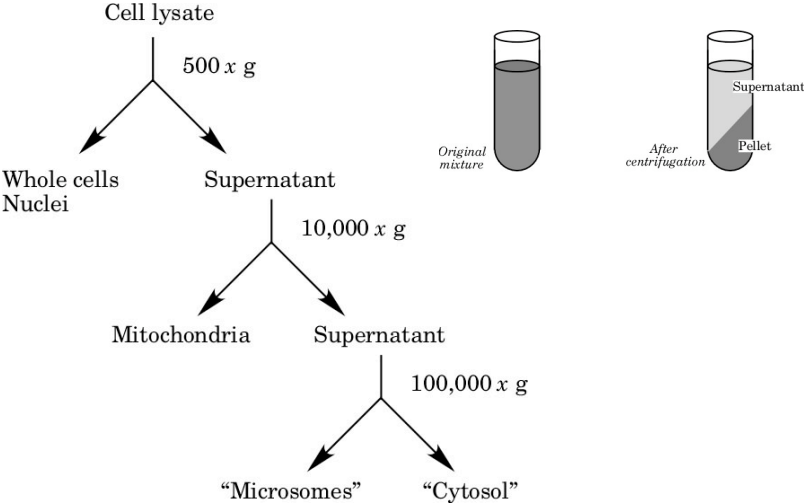 Cell lysate
500 x g
Whole cells
Nuclei
Supernatant
10,000 x g
Mitochondria
Supernatant
100,000 x g
“Microsomes”
“Cytosol”
Original
mixture
After
centrifugation
Supernatant
Pellet